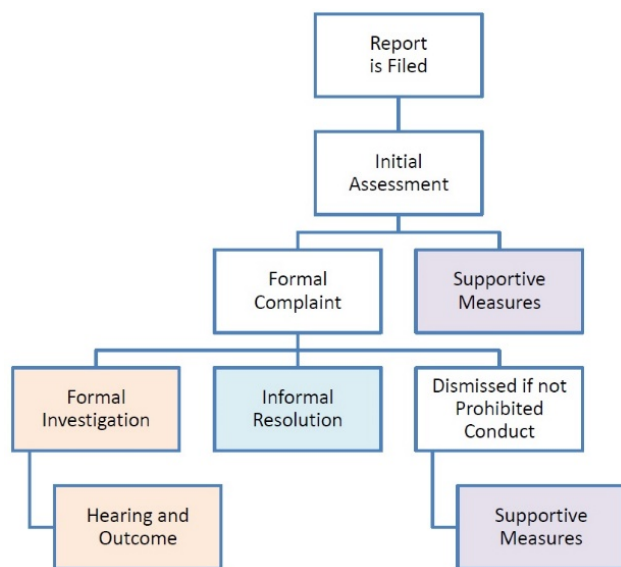 Report
is Filed
Initial
Assessment
Formal
Complaint
Supportive
Measures
Formal
Investigation
Informal
Resolution
Dismissed if not
Prohibited
Conduct
Hearing and
Outcome
Supportive
Measures